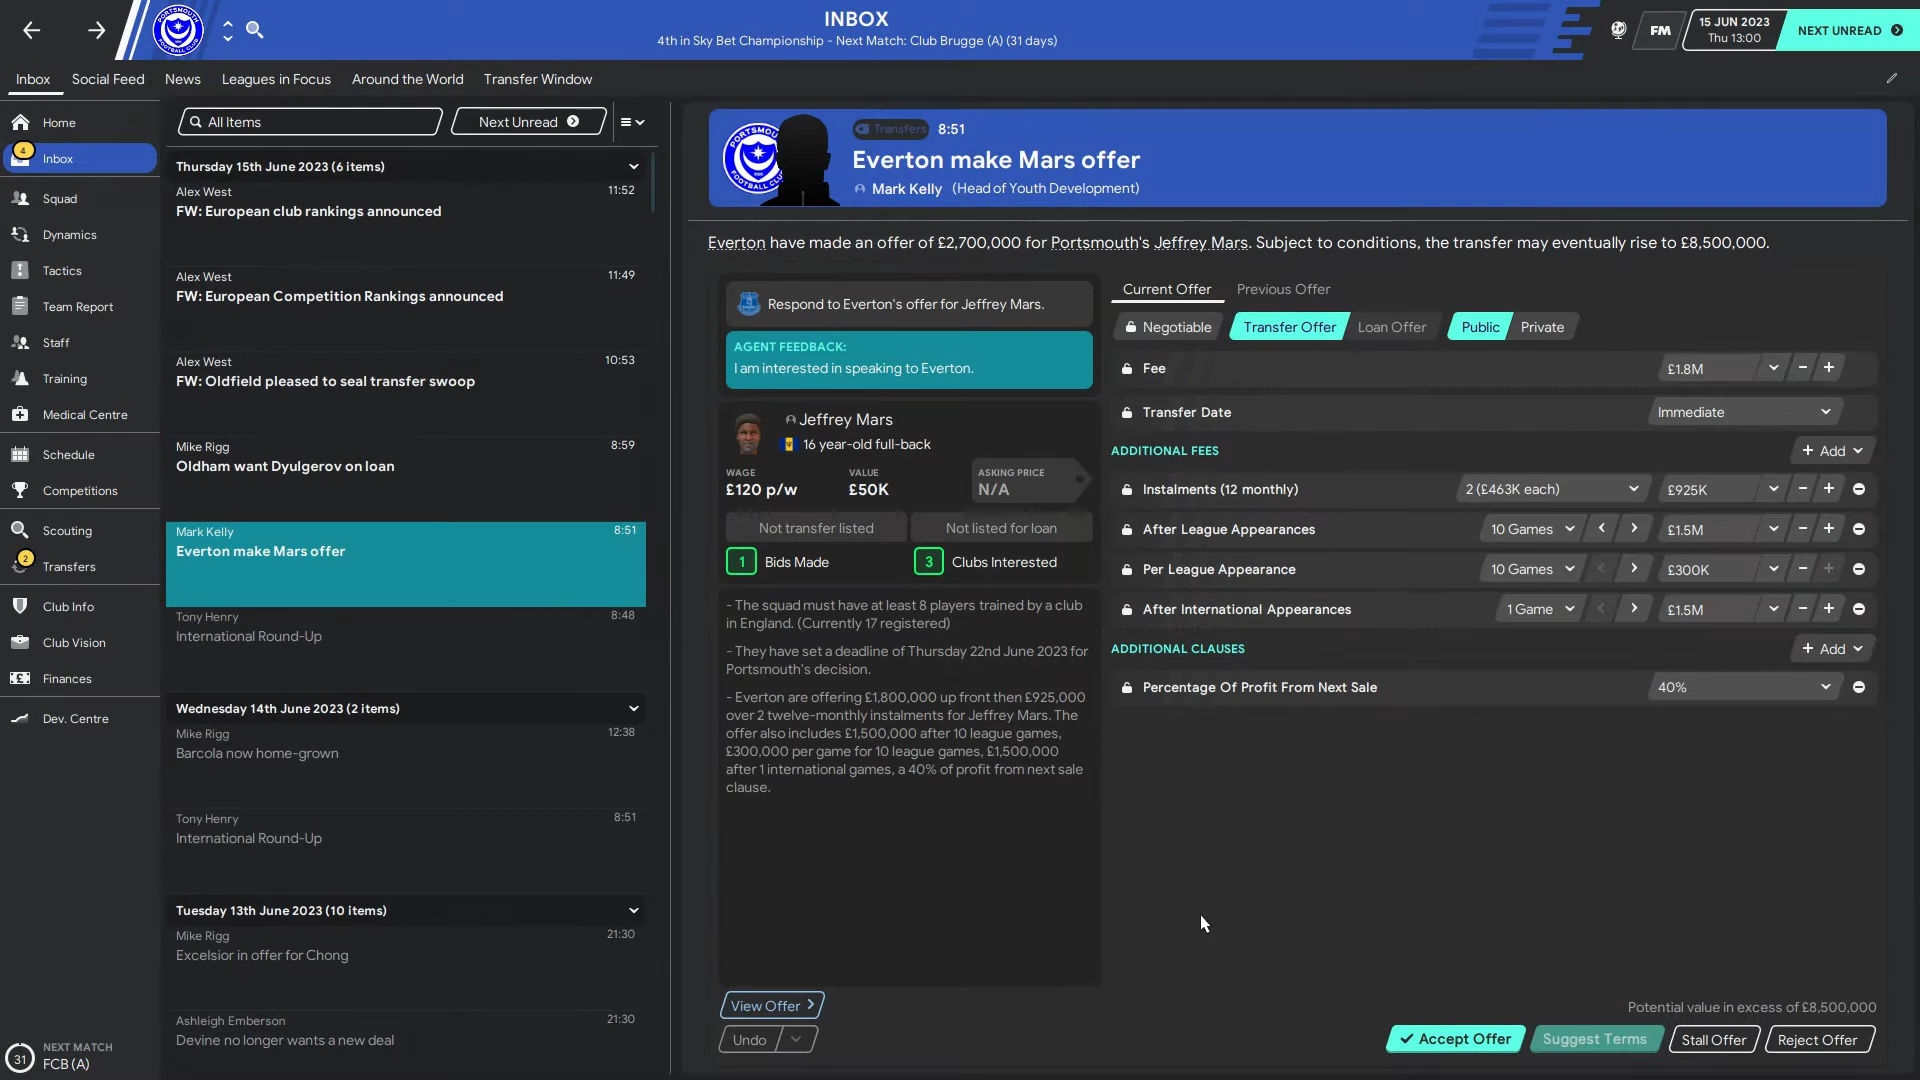 INBOX
4th in Sky Bet Championship - Next Match: Club Brugge (A) (31 days)
FM
15 JUN 2023
Thu 13:00
NEXT UNREAD
Inbox
Social Feed
News
Leagues in Focus
Around the World
Transfer Window
Home
4
Inbox
Squad
Dynamics
Tactics
Team Report
Staff
Training
Medical Centre
Schedule
Competitions
Scouting
2
Transfers
Club Info
Club Vision
Finances
Dev. Centre
31
NEXT MATCH
FCB (A)
All Items
Next Unread
Thursday 15th June 2023 (6 items)
Alex West 11:52
FW: European club rankings announced
Alex West 11:49
FW: European Competition Rankings announced
Alex West 10:53
FW: Oldfield pleased to seal transfer swoop
Mike Rigg 8:59
Oldham want Dyulgerov on loan
Mark Kelly 8:51
Everton make Mars offer
Tony Henry 8:48
International Round-Up
Wednesday 14th June 2023 (2 items)
Mike Rigg 12:38
Barcola now home-grown
Tony Henry 8:51
International Round-Up
Tuesday 13th June 2023 (10 items)
Mike Rigg 21:30
Excelsior in offer for Chong
Ashleigh Emberson 21:30
Devine no longer wants a new deal
PORTSMOUTH
Transfers 8:51
Everton make Mars offer
Mark Kelly (Head of Youth Development)
Everton have made an offer of £2,700,000 for Portsmouth's Jeffrey Mars. Subject to conditions, the transfer may eventually rise to £8,500,000.
Respond to Everton's offer for Jeffrey Mars.
AGENT FEEDBACK:
I am interested in speaking to Everton.
Jeffrey Mars
16 year-old full-back
WAGE
£120 p/w
VALUE
£50K
ASKING PRICE
N/A
Not transfer listed
Not listed for loan
1 Bids Made
3 Clubs Interested
- The squad must have at least 8 players trained by a club
in England. (Currently 17 registered)
- They have set a deadline of Thursday 22nd June 2023 for
Portsmouth's decision.
- Everton are offering £1,800,000 up front then £925,000
over 2 twelve-monthly instalments for Jeffrey Mars. The
offer also includes £1,500,000 after 10 league games,
£300,000 per game for 10 league games, £1,500,000
after 1 international games, a 40% of profit from next sale
clause.
View Offer
Undo
Current Offer
Previous Offer
Negotiable
Transfer Offer
Loan Offer
Public
Private
Fee £1.8M
Transfer Date Immediate
ADDITIONAL FEES
Add
Instalments (12 monthly) 2 (£463K each) £925K
After League Appearances 10 Games £1.5M
Per League Appearance 10 Games £300K
After International Appearances 1 Game £1.5M
ADDITIONAL CLAUSES
Add
Percentage Of Profit From Next Sale 40%
Potential value in excess of £8,500,000
Accept Offer
Suggest Terms
Stall Offer
Reject Offer